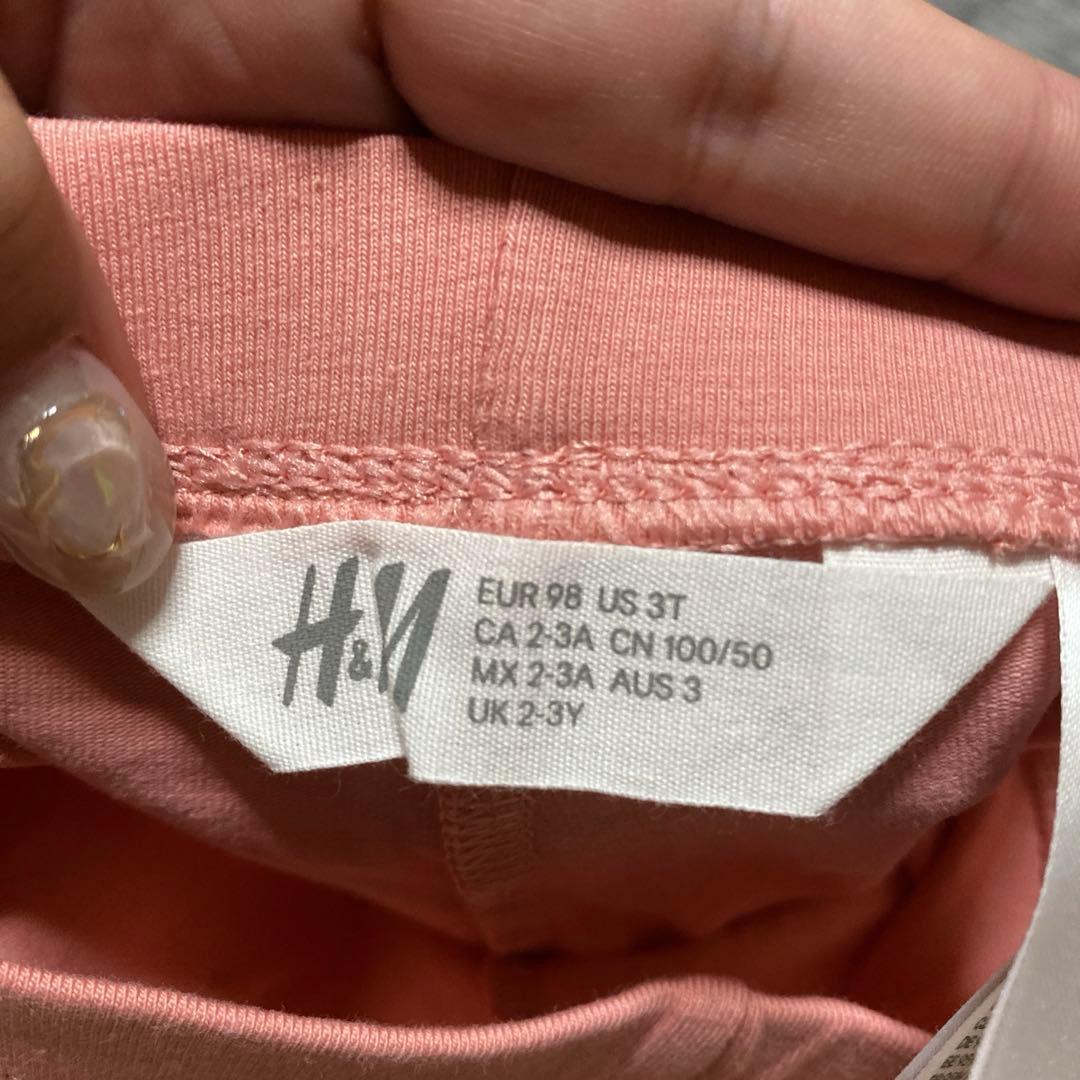 H&M
EUR 98 US 3T
CA 2-3A CN 100/50
MX 2-3A AUS 3
UK 2-3Y